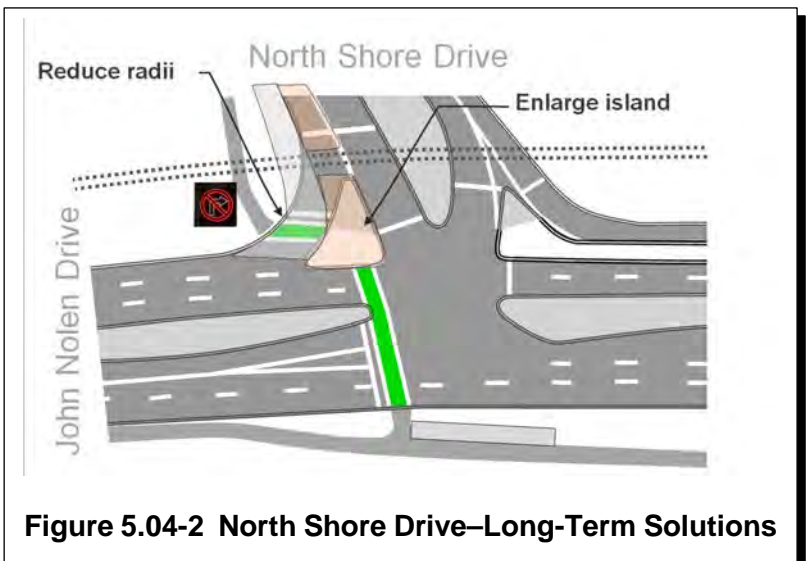 North Shore Drive
Reduce radii
Enlarge island
John Nolen Drive
Figure 5.04-2 North Shore Drive–Long-Term Solutions